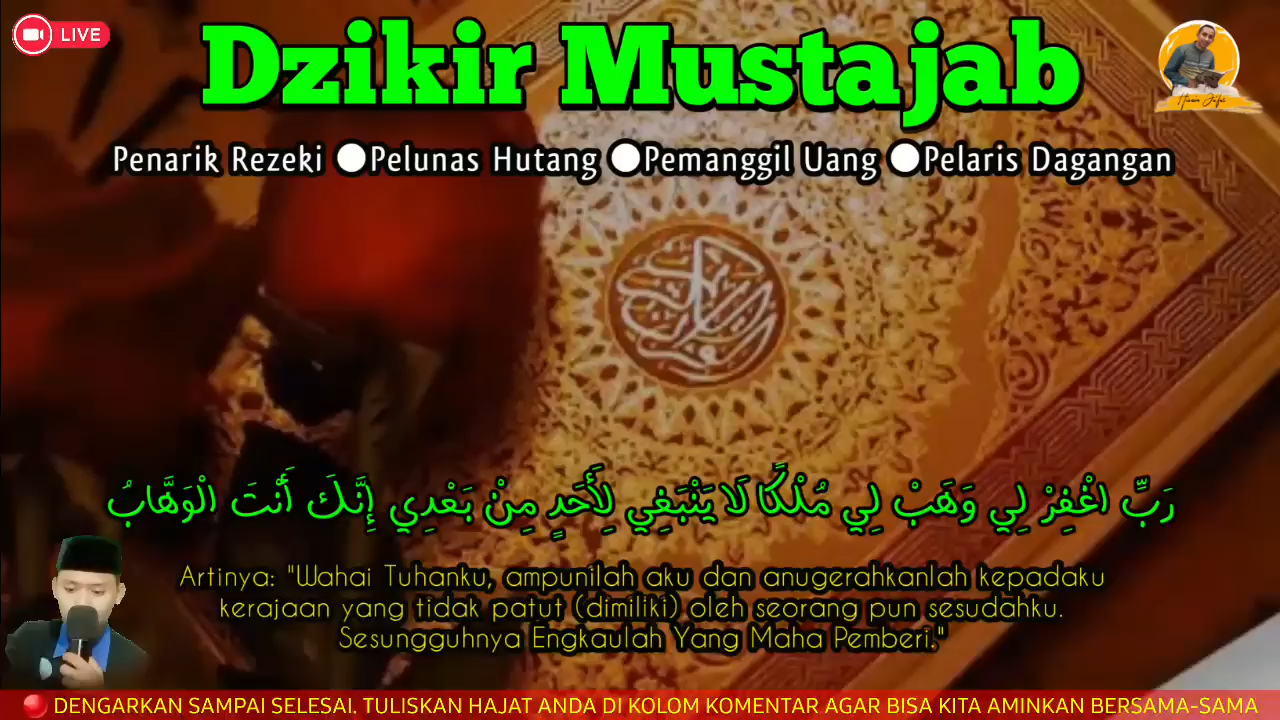 LIVE
Dzikir Mustajab
Penarik Rezeki ●Pelunas Hutang ●Pemanggil Uang ●Pelaris Dagangan
رَبِّ اغْفِرْ لِي وَهَبْ لِي مُلْكًا لَا يَنْبَغِي لِأَحَدٍ مِنْ بَعْدِي إِنَّكَ أَنْتَ الْوَهَّابُ
Artinya: "Wahai Tuhanku, ampunilah aku dan anugerahkanlah kepadaku
kerajaan yang tidak patut (dimiliki) oleh seorang pun sesudahku.
Sesungguhnya Engkaulah Yang Maha Pemberi."
DENGARKAN SAMPAI SELESAI. TULISKAN HAJAT ANDA DI KOLOM KOMENTAR AGAR BISA KITA AMINKAN BERSAMA-SAMA